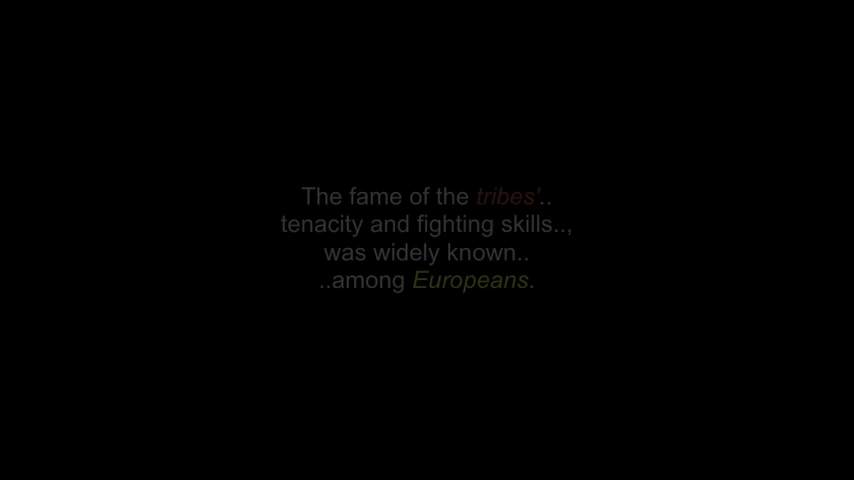 The fame of the tribes'..
tenacity and fighting skills..,
was widely known..
..among Europeans.